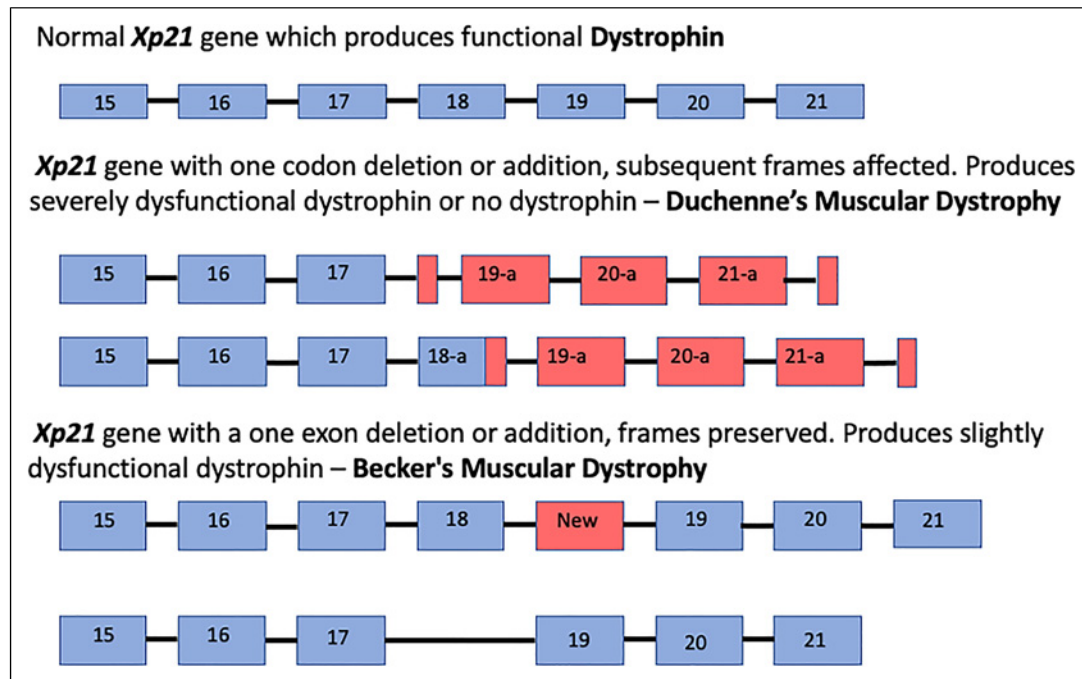 Normal Xp21 gene which produces functional Dystrophin
15 16 17 18 19 20 21
Xp21 gene with one codon deletion or addition, subsequent frames affected. Produces
severely dysfunctional dystrophin or no dystrophin – Duchenne’s Muscular Dystrophy
15 16 17 19-a 20-a 21-a
15 16 17 18-a 19-a 20-a 21-a
Xp21 gene with a one exon deletion or addition, frames preserved. Produces slightly
dysfunctional dystrophin – Becker's Muscular Dystrophy
15 16 17 18 New 19 20 21
15 16 17 19 20 21